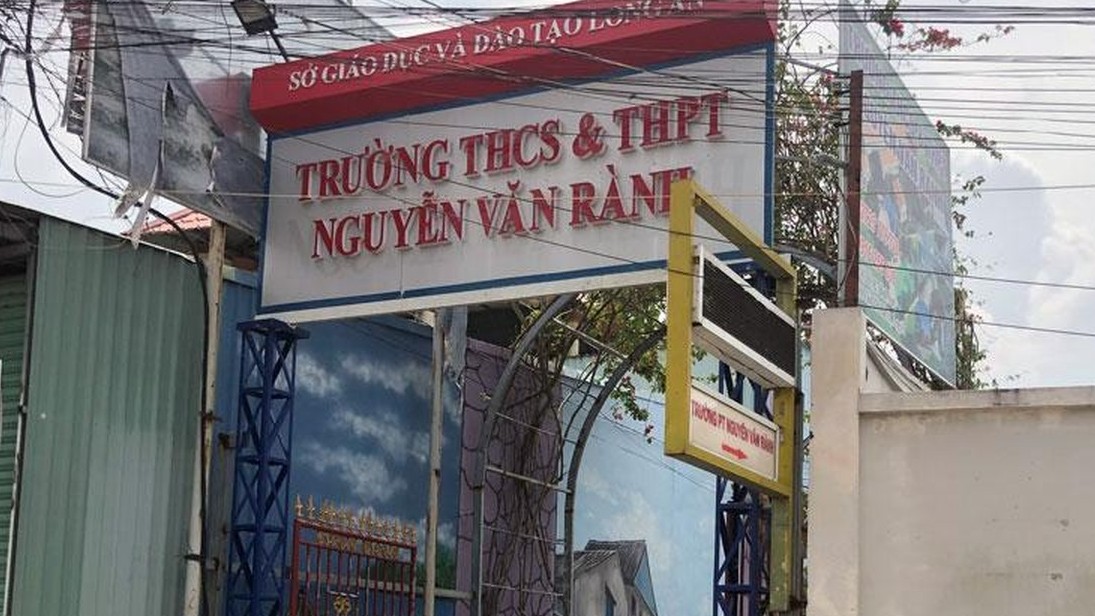 SỞ GIÁO DỤC VÀ ĐÀO TẠO LONG AN
TRƯỜNG THCS & THPT
NGUYỄN VĂN RÀNH
TRƯỜNG PT NGUYỄN VĂN RÀNH